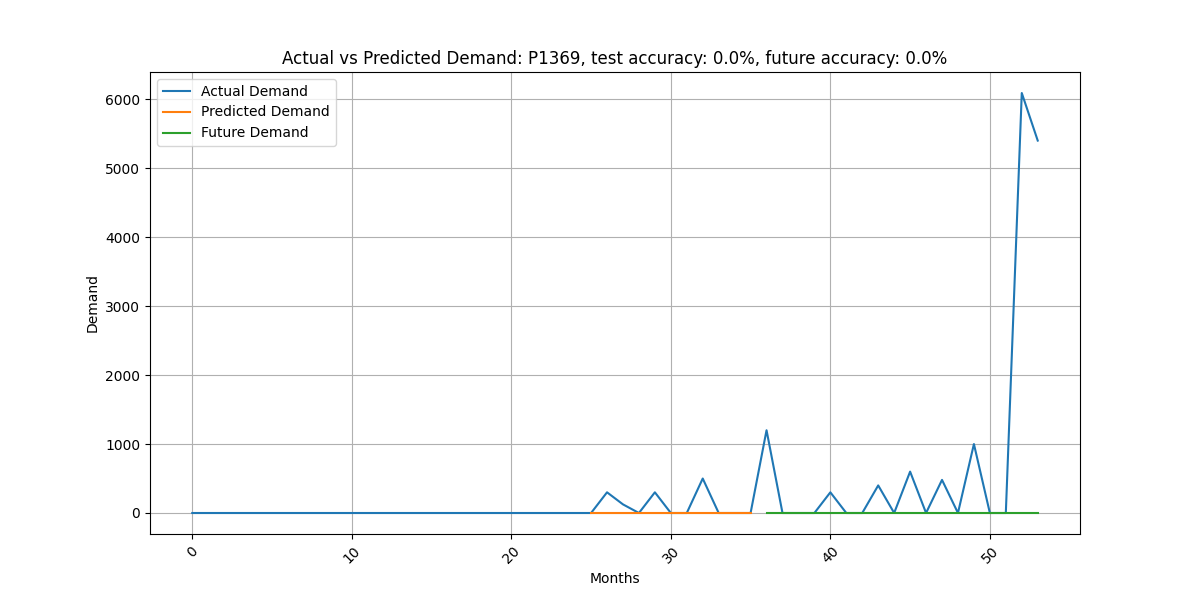 Actual vs Predicted Demand: P1369, test accuracy: 0.0%, future accuracy: 0.0%
Actual Demand
Predicted Demand
Future Demand
6000
5000
4000
3000
2000
1000
0
Demand
0 10 20 30 40 50
Months